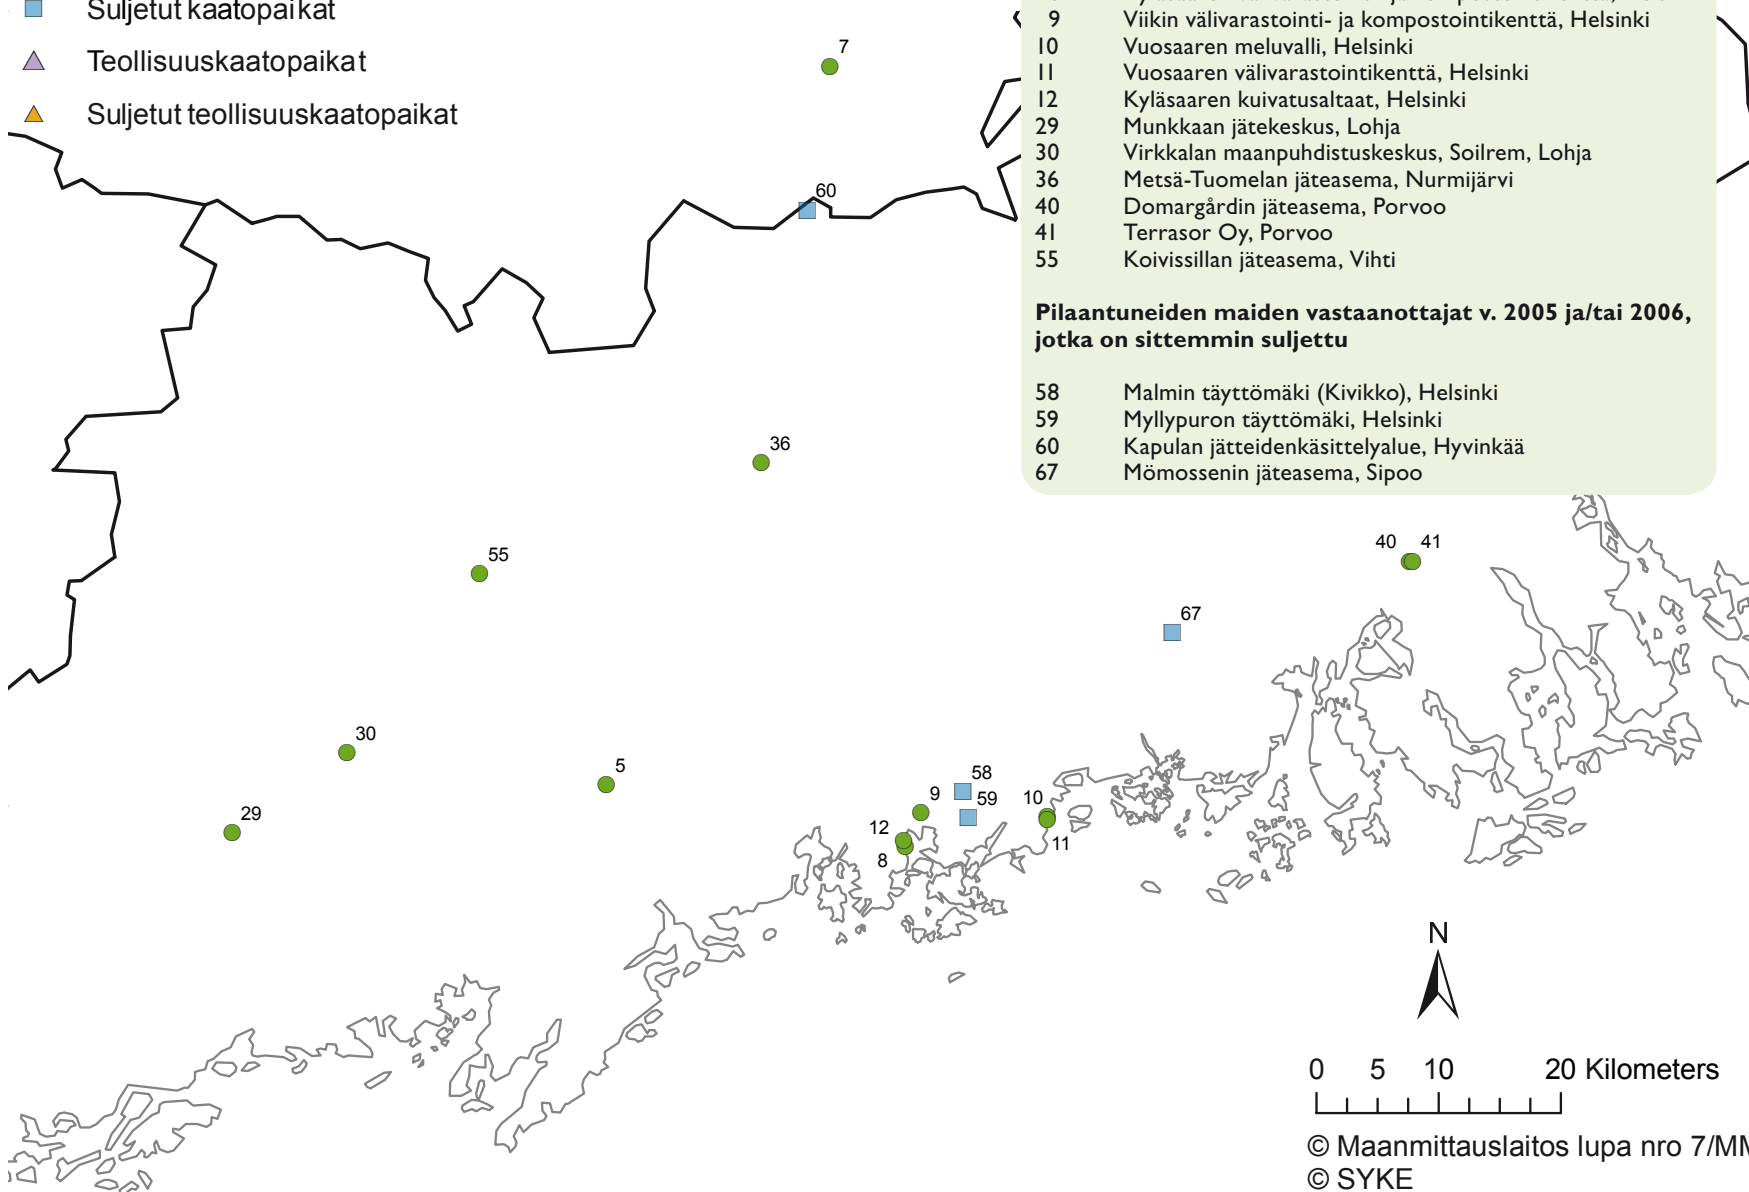 Suljetut kaatopaikat
Teollisuuskaatopaikat
Suljetut teollisuuskaatopaikat
9 Viikin välivarastointi- ja kompostointikenttä, Helsinki
10 Vuosaaren meluvalli, Helsinki
11 Vuosaaren välivarastointikenttä, Helsinki
12 Kyläsaaren kuivatusaltaat, Helsinki
29 Munkkaan jätekeskus, Lohja
30 Virkkalan maanpuhdistuskeskus, Soilrem, Lohja
36 Metsä-Tuomelan jäteasema, Nurmijärvi
40 Domargårdin jäteasema, Porvoo
41 Terrasor Oy, Porvoo
55 Koivissillan jäteasema, Vihti
Pilaantuneiden maiden vastaanottajat v. 2005 ja/tai 2006,
jotka on sittemmin suljettu
58 Malmin täyttömäki (Kivikko), Helsinki
59 Myllypuron täyttömäki, Helsinki
60 Kapulan jätteidenkäsittelyalue, Hyvinkää
67 Mömossenin jäteasema, Sipoo
7
60
36
55
40 41
67
30
5
29
58
59
9
10
11
12
8
N
0 5 10 20 Kilometers
© Maanmittauslaitos lupa nro 7/MM
© SYKE